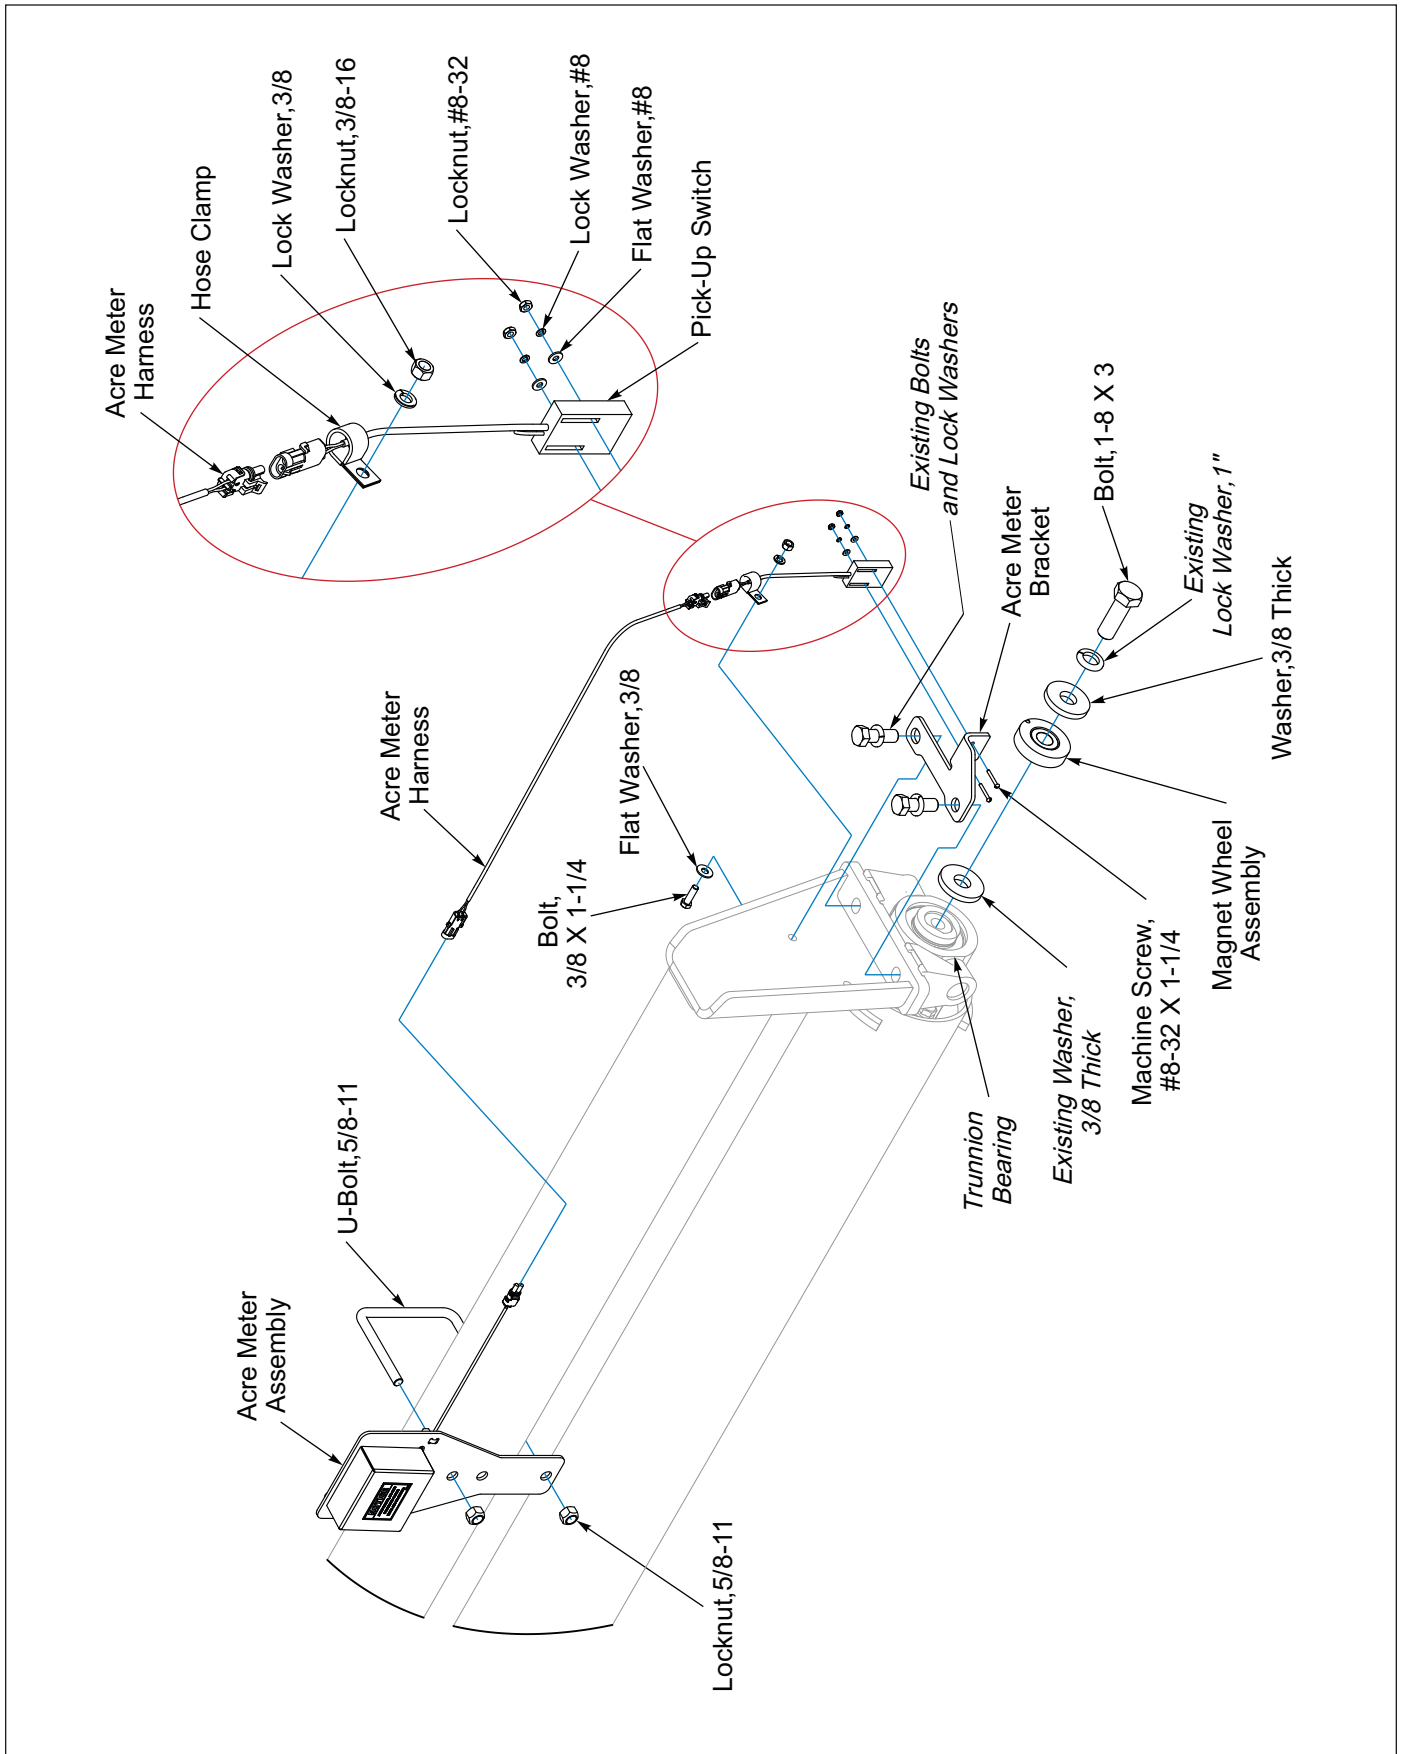 Acre Meter
Assembly
U-Bolt,5/8-11
Locknut,5/8-11
Acre Meter
Harness
Bolt,
3/8 X 1-1/4
Flat Washer,3/8
Trunnion
Bearing
Existing Washer,
3/8 Thick
Machine Screw,
#8-32 X 1-1/4
Magnet Wheel
Assembly
Washer,3/8 Thick
Existing
Lock Washer,1"
Bolt,1-8 X 3
Acre Meter
Bracket
Existing Bolts
and Lock Washers
Acre Meter
Harness
Hose Clamp
Lock Washer,3/8
Locknut,3/8-16
Locknut,#8-32
Lock Washer,#8
Flat Washer,#8
Pick-Up Switch